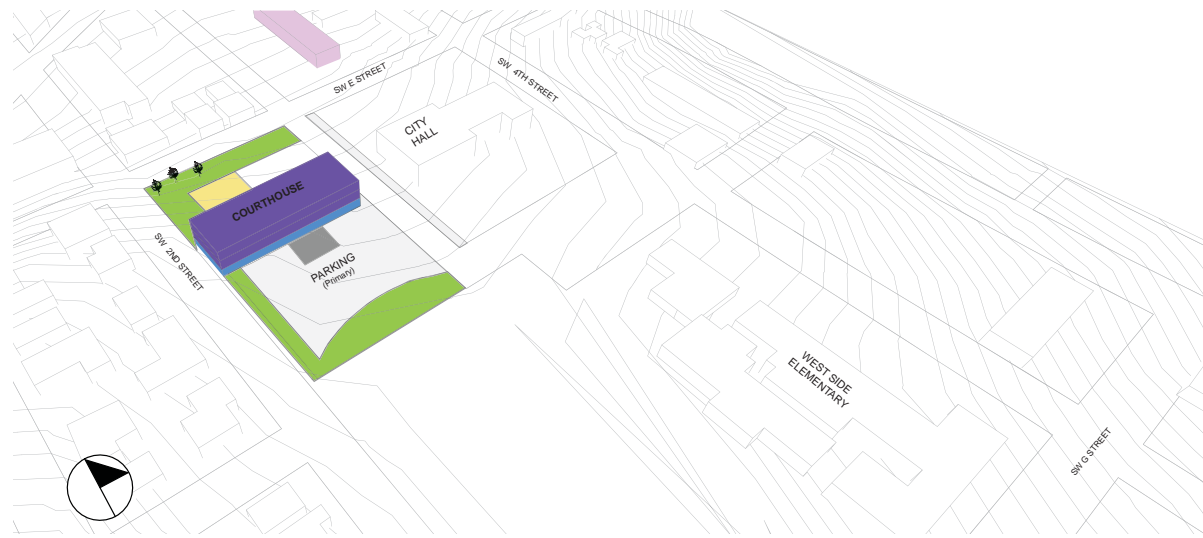 SW E STREET
SW 4TH STREET
CITY
HALL
COURTHOUSE
SW 2ND STREET
PARKING
(Primary)
WEST SIDE
ELEMENTARY
SW G STREET